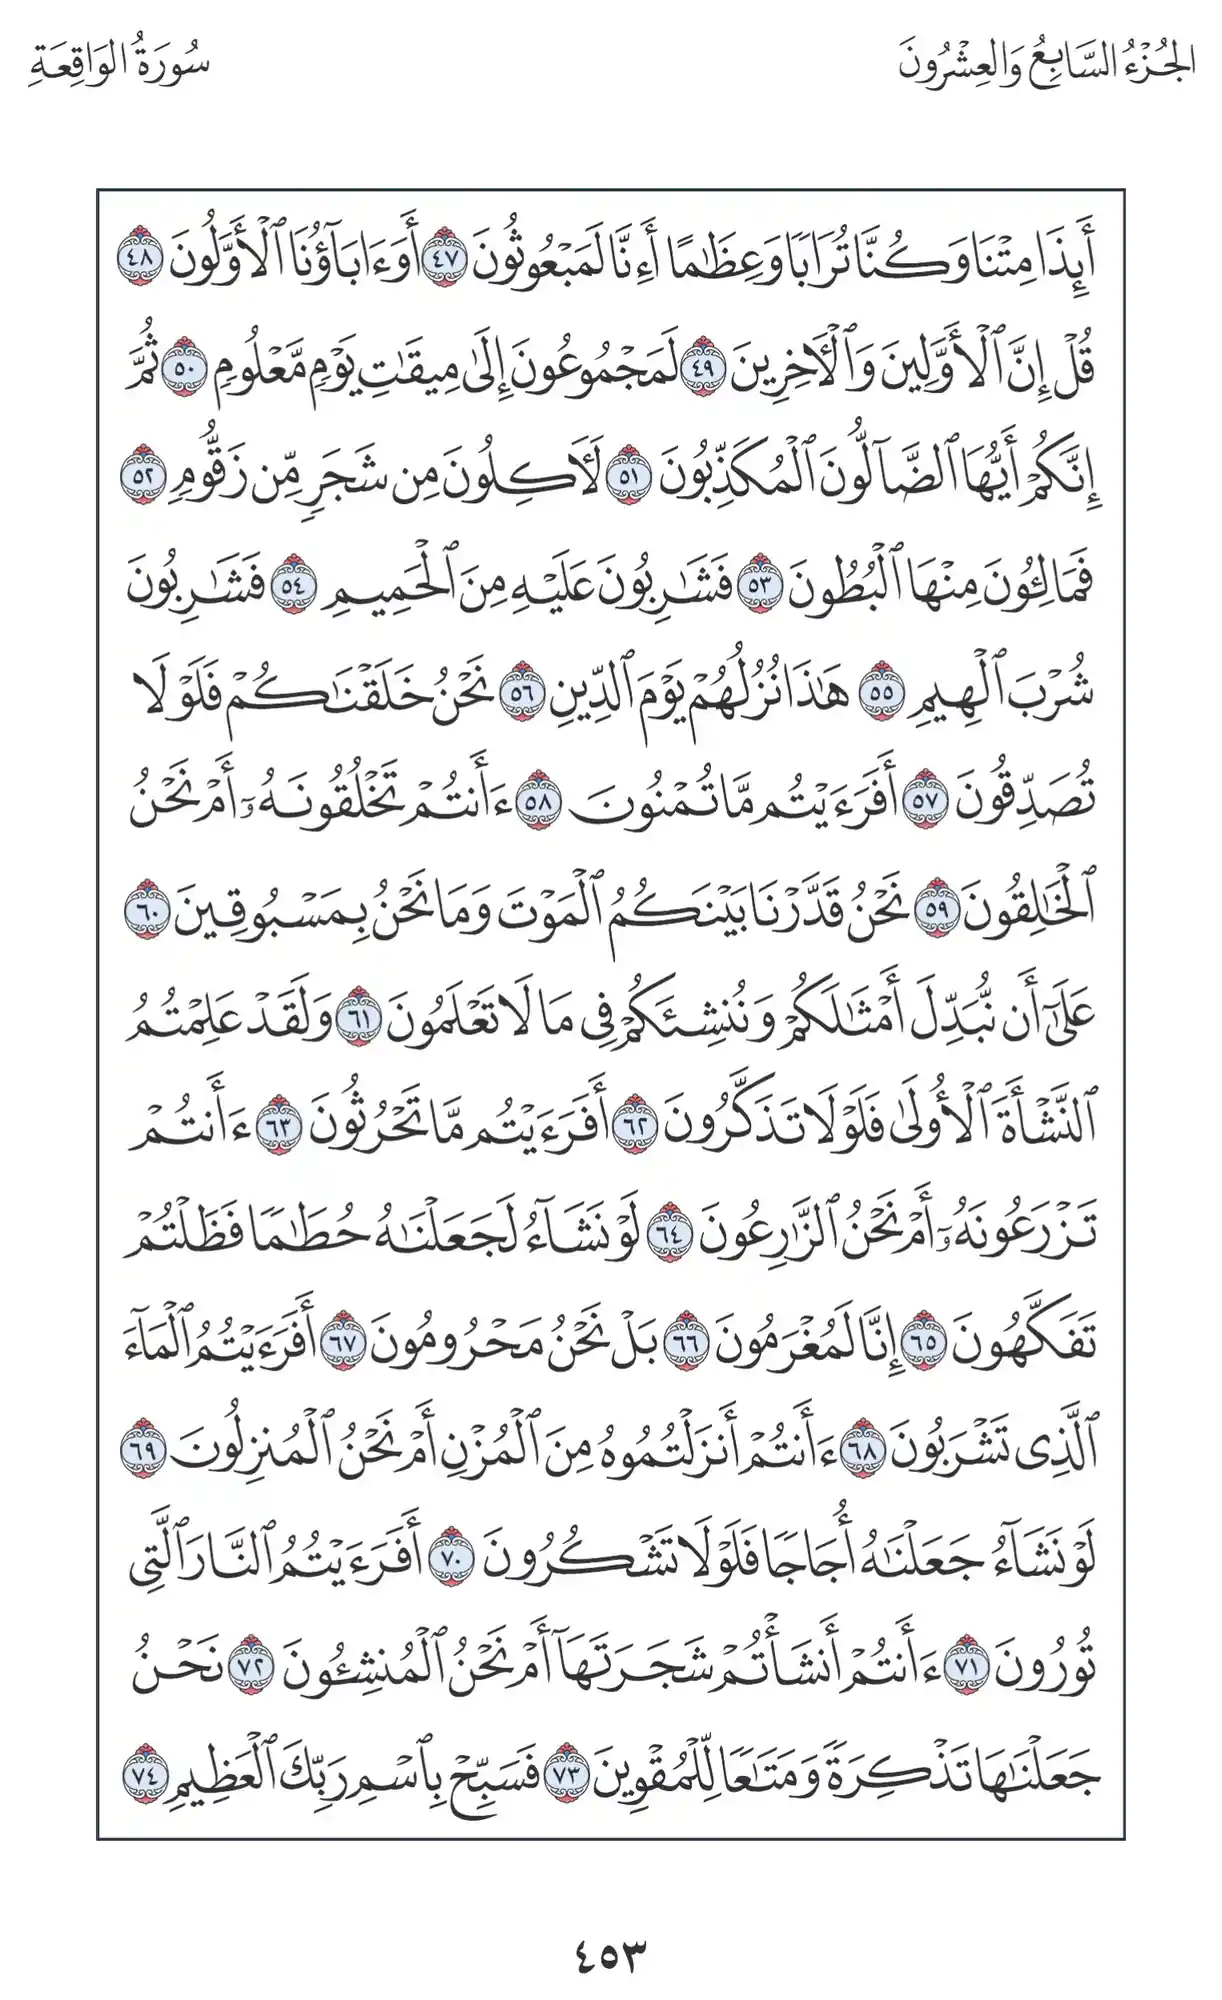 الجُزْءُ السَّابِعُ وَالعِشْرُونَ
سُورَةُ الوَاقِعَةِ
أَئِذَا مِتْنَا وَكُنَّا تُرَابٗا وَعِظَٰمًا أَءِنَّا لَمَبۡعُوثُونَ ٤٧ أَوَءَابَآؤُنَا ٱلۡأَوَّلُونَ ٤٨
قُلۡ إِنَّ ٱلۡأَوَّلِينَ وَٱلۡأٓخِرِينَ ٤٩ لَمَجۡمُوعُونَ إِلَىٰ مِيقَٰتِ يَوۡمٖ مَّعۡلُومٖ ٥٠ ثُمَّ
إِنَّكُمۡ أَيُّهَا ٱلضَّآلُّونَ ٱلۡمُكَذِّبُونَ ٥١ لَأٓكِلُونَ مِن شَجَرٖ مِّن زَقُّومٖ ٥٢
فَمَالِـُٔونَ مِنۡهَا ٱلۡبُطُونَ ٥٣ فَشَٰرِبُونَ عَلَيۡهِ مِنَ ٱلۡحَمِيمِ ٥٤ فَشَٰرِبُونَ
شُرۡبَ ٱلۡهِيمِ ٥٥ هَٰذَا نُزُلُهُمۡ يَوۡمَ ٱلدِّينِ ٥٦ نَحۡنُ خَلَقۡنَٰكُمۡ فَلَوۡلَا
تُصَدِّقُونَ ٥٧ أَفَرَءَيۡتُم مَّا تُمۡنُونَ ٥٨ ءَأَنتُمۡ تَخۡلُقُونَهُۥٓ أَمۡ نَحۡنُ
ٱلۡخَٰلِقُونَ ٥٩ نَحۡنُ قَدَّرۡنَا بَيۡنَكُمُ ٱلۡمَوۡتَ وَمَا نَحۡنُ بِمَسۡبُوقِينَ ٦٠
عَلَىٰٓ أَن نُّبَدِّلَ أَمۡثَٰلَكُمۡ وَنُنشِئَكُمۡ فِي مَا لَا تَعۡلَمُونَ ٦١ وَلَقَدۡ عَلِمۡتُمُ
ٱلنَّشۡأَةَ ٱلۡأُولَىٰ فَلَوۡلَا تَذَكَّرُونَ ٦٢ أَفَرَءَيۡتُم مَّا تَحۡرُثُونَ ٦٣ ءَأَنتُمۡ
تَزۡرَعُونَهُۥٓ أَمۡ نَحۡنُ ٱلزَّٰرِعُونَ ٦٤ لَوۡ نَشَآءُ لَجَعَلۡنَٰهُ حُطَٰمٗا فَظَلۡتُمۡ
تَفَكَّهُونَ ٦٥ إِنَّا لَمُغۡرَمُونَ ٦٦ بَلۡ نَحۡنُ مَحۡرُومُونَ ٦٧ أَفَرَءَيۡتُمُ ٱلۡمَآءَ
ٱلَّذِي تَشۡرَبُونَ ٦٨ ءَأَنتُمۡ أَنزَلۡتُمُوهُ مِنَ ٱلۡمُزۡنِ أَمۡ نَحۡنُ ٱلۡمُنزِلُونَ ٦٩
لَوۡ نَشَآءُ جَعَلۡنَٰهُ أُجَاجٗا فَلَوۡلَا تَشۡكُرُونَ ٧٠ أَفَرَءَيۡتُمُ ٱلنَّارَ ٱلَّتِي
تُورُونَ ٧١ ءَأَنتُمۡ أَنشَأۡتُمۡ شَجَرَتَهَآ أَمۡ نَحۡنُ ٱلۡمُنشِـُٔونَ ٧٢ نَحۡنُ
جَعَلۡنَٰهَا تَذۡكِرَةٗ وَمَتَٰعٗا لِّلۡمُقۡوِينَ ٧٣ فَسَبِّحۡ بِٱسۡمِ رَبِّكَ ٱلۡعَظِيمِ ٧٤
٤٥٣